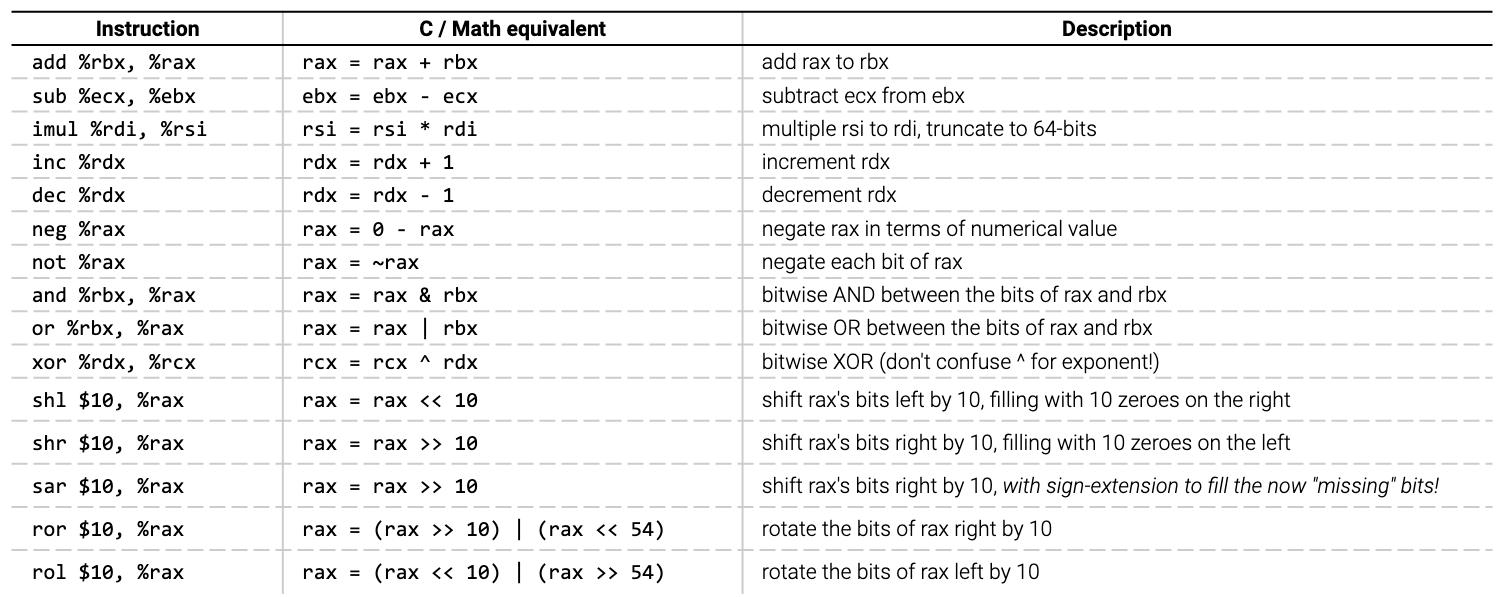 Instruction C / Math equivalent Description
add %rbx, %rax rax = rax + rbx add rax to rbx
sub %ecx, %ebx ebx = ebx - ecx subtract ecx from ebx
imul %rdi, %rsi rsi = rsi * rdi multiple rsi to rdi, truncate to 64-bits
inc %rdx rdx = rdx + 1 increment rdx
dec %rdx rdx = rdx - 1 decrement rdx
neg %rax rax = 0 - rax negate rax in terms of numerical value
not %rax rax = ~rax negate each bit of rax
and %rbx, %rax rax = rax & rbx bitwise AND between the bits of rax and rbx
or %rbx, %rax rax = rax | rbx bitwise OR between the bits of rax and rbx
xor %rdx, %rcx rcx = rcx ^ rdx bitwise XOR (don't confuse ^ for exponent!)
shl $10, %rax rax = rax << 10 shift rax's bits left by 10, filling with 10 zeroes on the right
shr $10, %rax rax = rax >> 10 shift rax's bits right by 10, filling with 10 zeroes on the left
sar $10, %rax rax = rax >> 10 shift rax's bits right by 10, with sign-extension to fill the now "missing" bits!
ror $10, %rax rax = (rax >> 10) | (rax << 54) rotate the bits of rax right by 10
rol $10, %rax rax = (rax << 10) | (rax >> 54) rotate the bits of rax left by 10